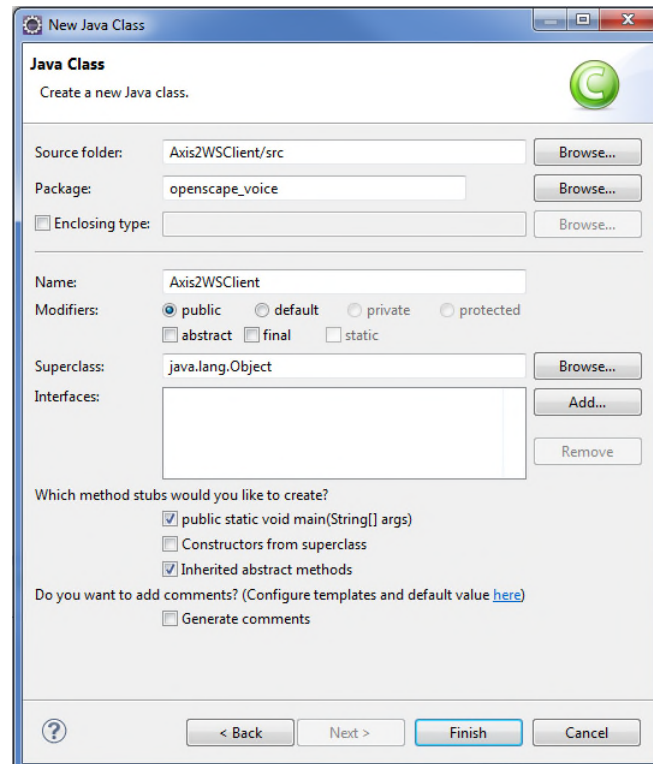 New Java Class
Java Class
Create a new Java class.
C
Source folder: Axis2WSClient/src Browse...
Package: openscape_voice Browse...
Enclosing type: Browse...
Name: Axis2WSClient
Modifiers: public default private protected
abstract final static
Superclass: java.lang.Object Browse...
Interfaces: Add...
Remove
Which method stubs would you like to create?
public static void main(String[] args)
Constructors from superclass
Inherited abstract methods
Do you want to add comments? (Configure templates and default value here)
Generate comments
? < Back Next > Finish Cancel